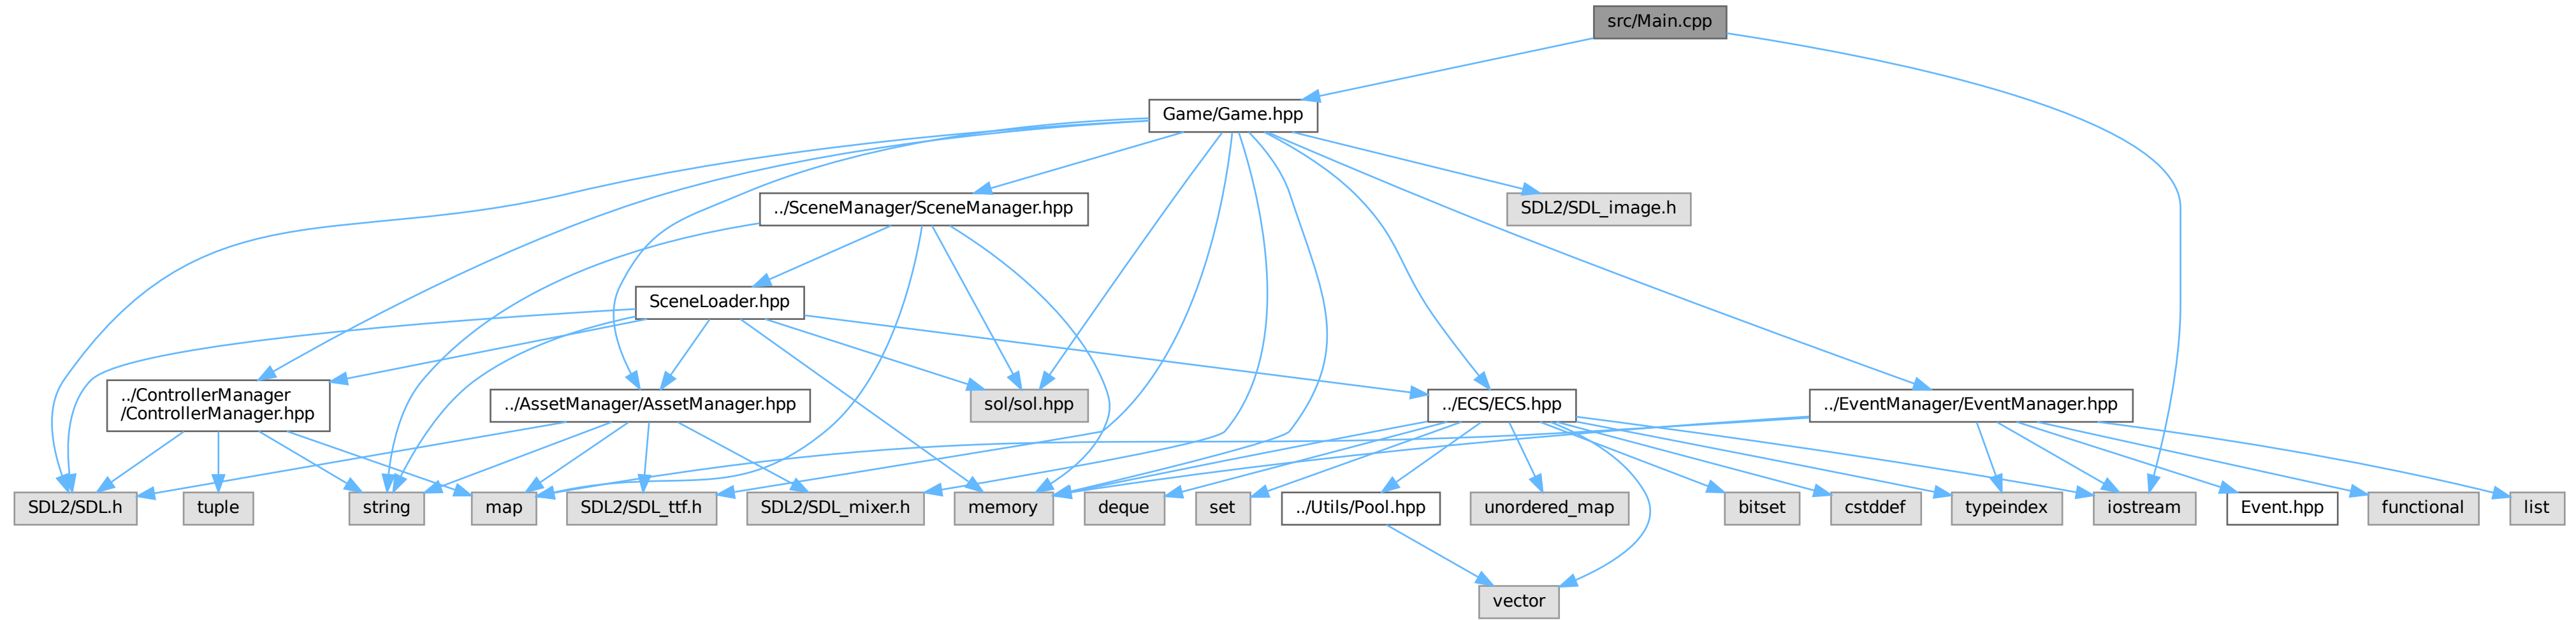 src/Main.cpp
Game/Game.hpp
../SceneManager/SceneManager.hpp
SDL2/SDL_image.h
SceneLoader.hpp
../ControllerManager
/ControllerManager.hpp
../AssetManager/AssetManager.hpp
sol/sol.hpp
../ECS/ECS.hpp
../EventManager/EventManager.hpp
SDL2/SDL.h
tuple
string
map
SDL2/SDL_ttf.h
SDL2/SDL_mixer.h
memory
deque
set
../Utils/Pool.hpp
unordered_map
bitset
cstddef
typeindex
iostream
Event.hpp
functional
list
vector